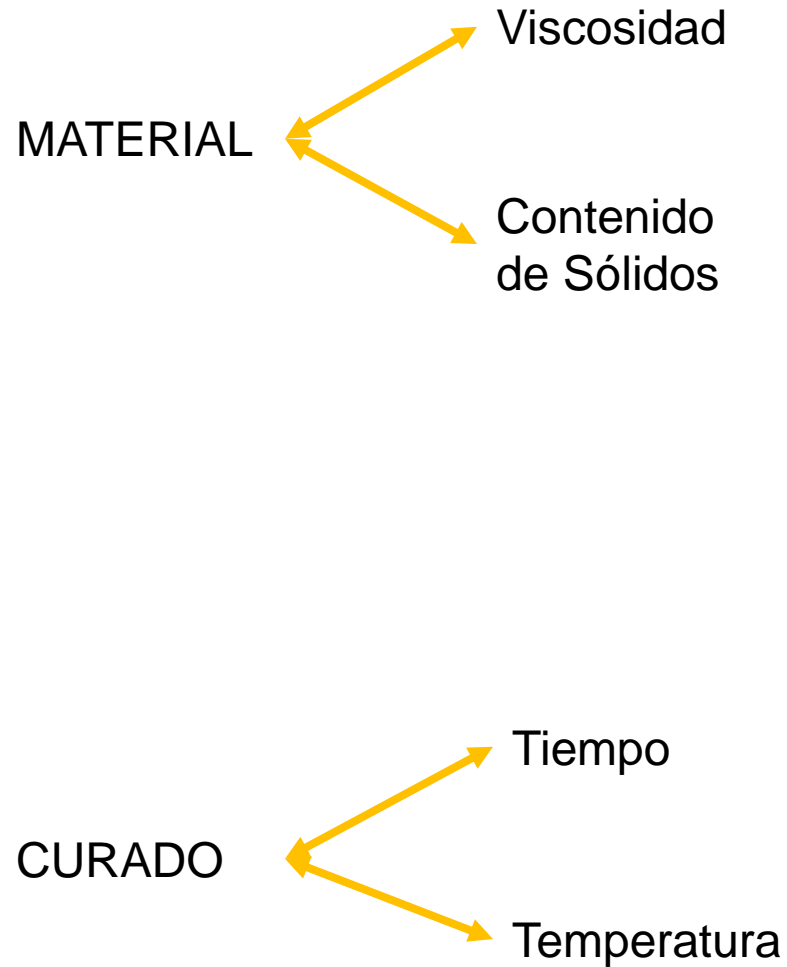 Viscosidad
MATERIAL
Contenido
de Sólidos
Tiempo
CURADO
Temperatura